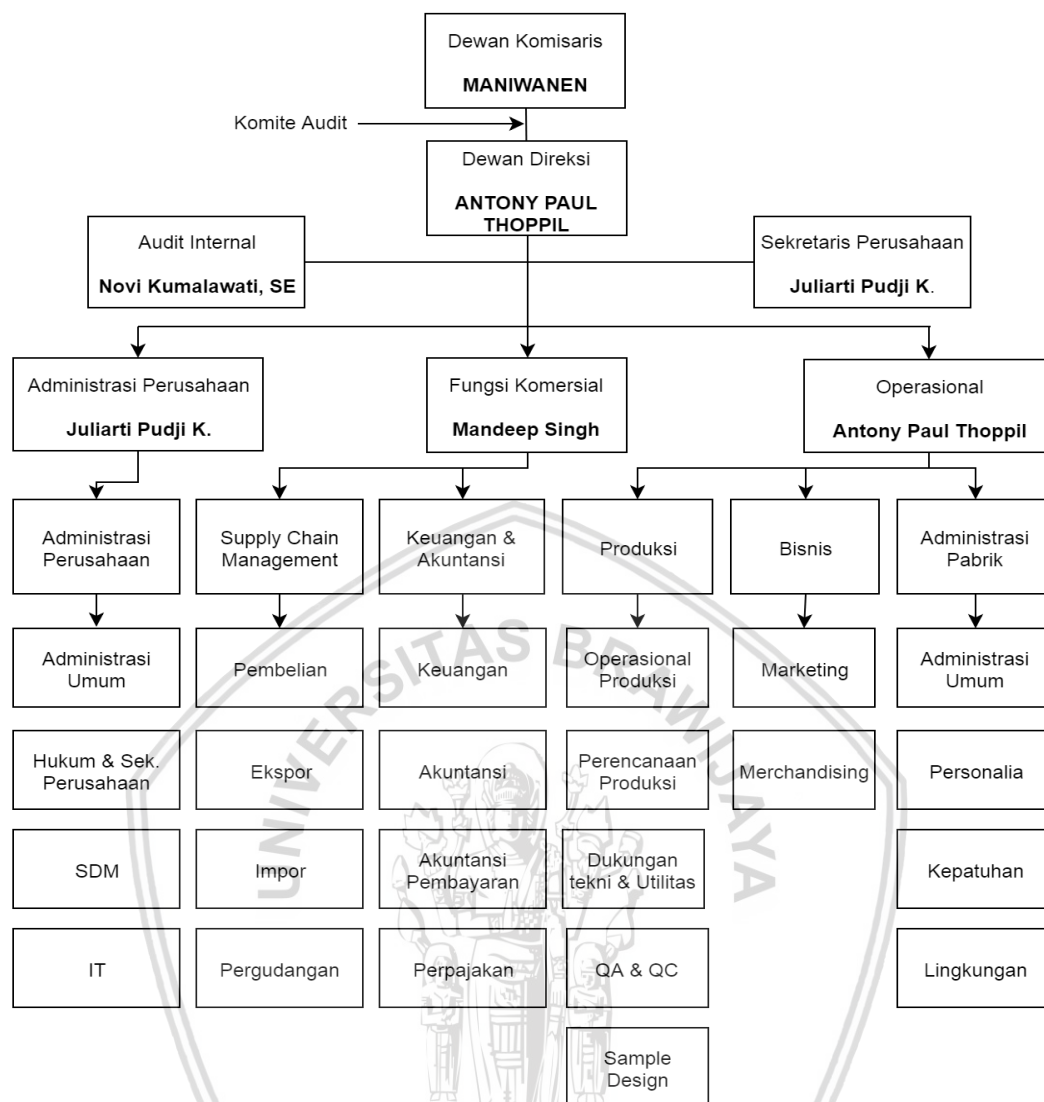 Dewan Komisaris
MANIWANEN
Komite Audit
Dewan Direksi
ANTONY PAUL
THOPPIL
Audit Internal
Novi Kumalawati, SE
Sekretaris Perusahaan
Juliarti Pudji K.
Administrasi Perusahaan
Juliarti Pudji K.
Fungsi Komersial
Mandeep Singh
Operasional
Antony Paul Thoppil
Administrasi
Perusahaan
Supply Chain
Management
Keuangan &
Akuntansi
Produksi
Bisnis
Administrasi
Pabrik
Administrasi
Umum
Pembelian
Keuangan
Operasional
Produksi
Marketing
Administrasi
Umum
Hukum & Sek.
Perusahaan
Ekspor
Akuntansi
Perencanaan
Produksi
Merchandising
Personalia
SDM
Impor
Akuntansi
Pembayaran
Dukungan
tekni & Utilitas
Kepatuhan
IT
Pergudangan
Perpajakan
QA & QC
Lingkungan
Sample
Design
UNIVERSITAS BRAWIJAYA